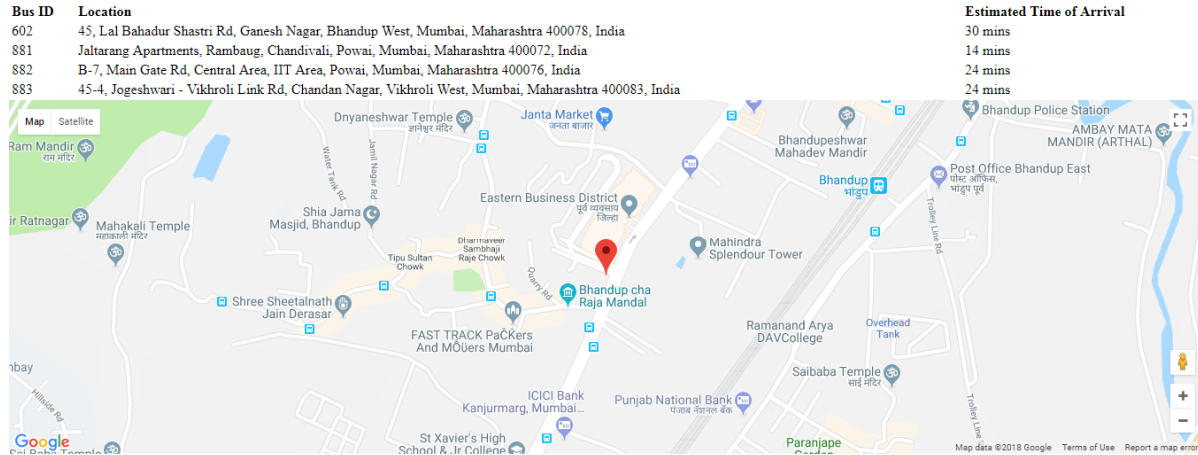 Bus ID Location Estimated Time of Arrival
602 45, Lal Bahadur Shastri Rd, Ganesh Nagar, Bhandup West, Mumbai, Maharashtra 400078, India 30 mins
881 Jaltarang Apartments, Rambaug, Chandivali, Powai, Mumbai, Maharashtra 400072, India 14 mins
882 B-7, Main Gate Rd, Central Area, IIT Area, Powai, Mumbai, Maharashtra 400076, India 24 mins
883 45-4, Jogeshwari - Vikhroli Link Rd, Chandan Nagar, Vikhroli West, Mumbai, Maharashtra 400083, India 24 mins
Map Satellite
Dnyaneshwar Temple
ज्ञानेश्वर मंदिर
Janta Market
जनता बाजार
Bhandupeshwar
Mahadev Mandir
Bhandup Police Station
AMBAY MATA
MANDIR (ARTHAL)
Ram Mandir
राम मंदिर
Water Tank Rd
Jamil Nagar Rd
Bhandup
भांडुप
Post Office Bhandup East
पोस्ट ऑफिस,
भांडुप पूर्व
Eastern Business District
पूर्व व्यवसाय
जिल्हा
Trolley Line Rd
ir Ratnagar
Mahakali Temple
महाकाली मंदिर
Shia Jama
Masjid, Bhandup
Dharmaveer
Sambhaji
Raje Chowk
Tipu Sultan
Chowk
Mahindra
Splendour Tower
Quarry Rd
Bhandup cha
Raja Mandal
Shree Sheetalnath
Jain Derasar
FAST TRACK PaČKers
And MÔÜers Mumbai
Ramanand Arya
DAVCollege
Overhead
Tank
mbay
Hillside Rd
Saibaba Temple
साई मंदिर
ICICI Bank
Kanjurmarg, Mumbai...
Punjab National Bank
पंजाब नॅशनल बँक
Trolley Line Rd
St Xavier's High
School & Jr College
Paranjape
Google
Map data ©2018 Google Terms of Use Report a map error